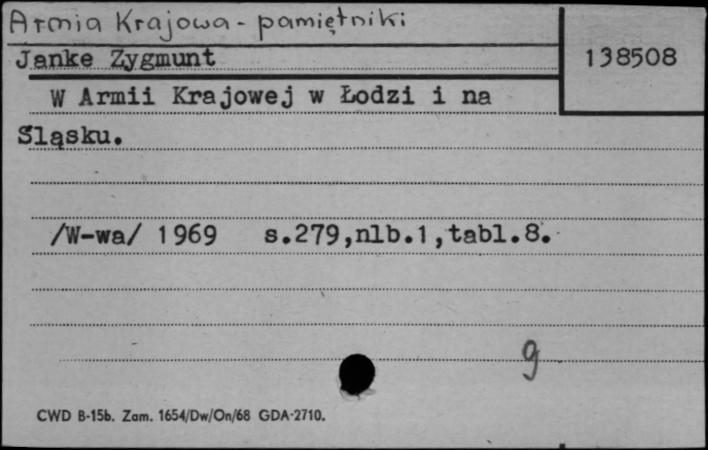 Armia Krajowa - pamiętniki
Janke Zygmunt
138508
W Armii Krajowej w Łodzi i na
Śląsku.
/W-wa/ 1969 s.279,nlb.1,tabl.8.
g
CWD B-15b. Zam. 1654/Dw/On/68 GDA-2710.